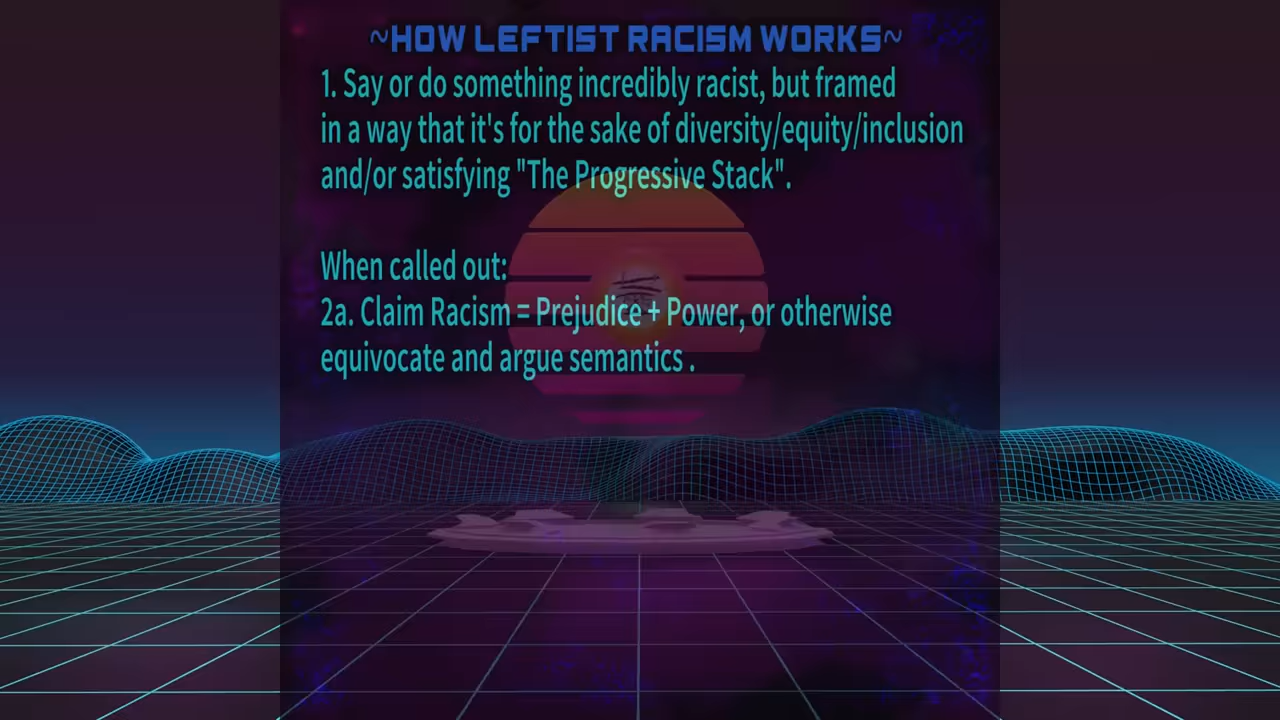 ~HOW LEFTIST RACISM WORKS~
1. Say or do something incredibly racist, but framed
in a way that it's for the sake of diversity/equity/inclusion
and/or satisfying "The Progressive Stack".
When called out:
2a. Claim Racism = Prejudice + Power, or otherwise
equivocate and argue semantics .